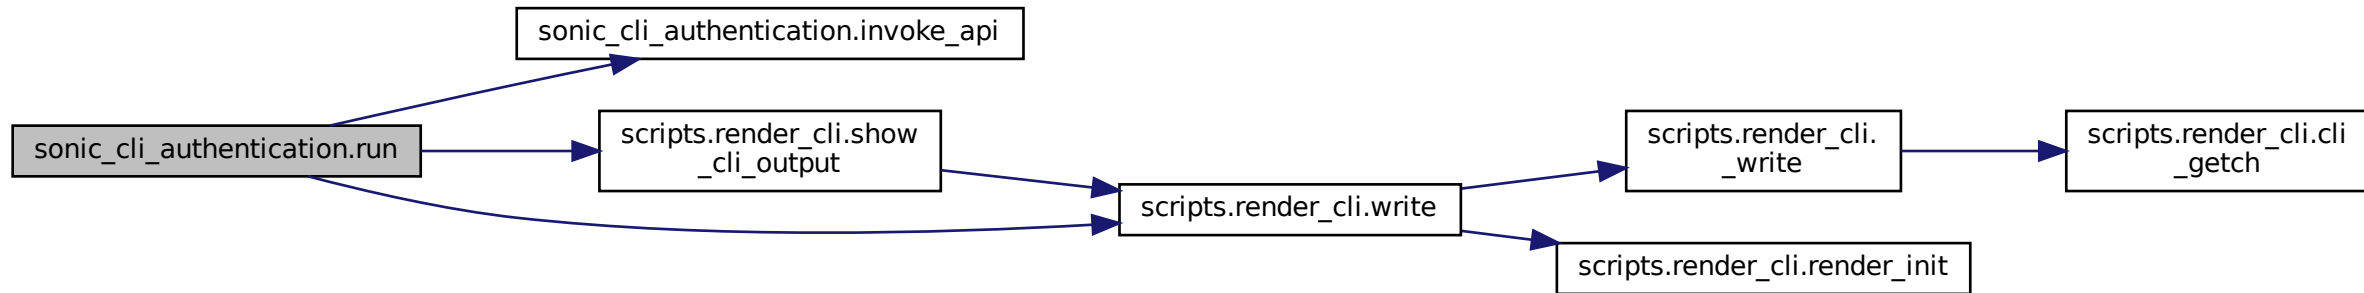 sonic_cli_authentication.invoke_api
sonic_cli_authentication.run
scripts.render_cli.show
_cli_output
scripts.render_cli.write
scripts.render_cli.
_write
scripts.render_cli.cli
_getch
scripts.render_cli.render_init